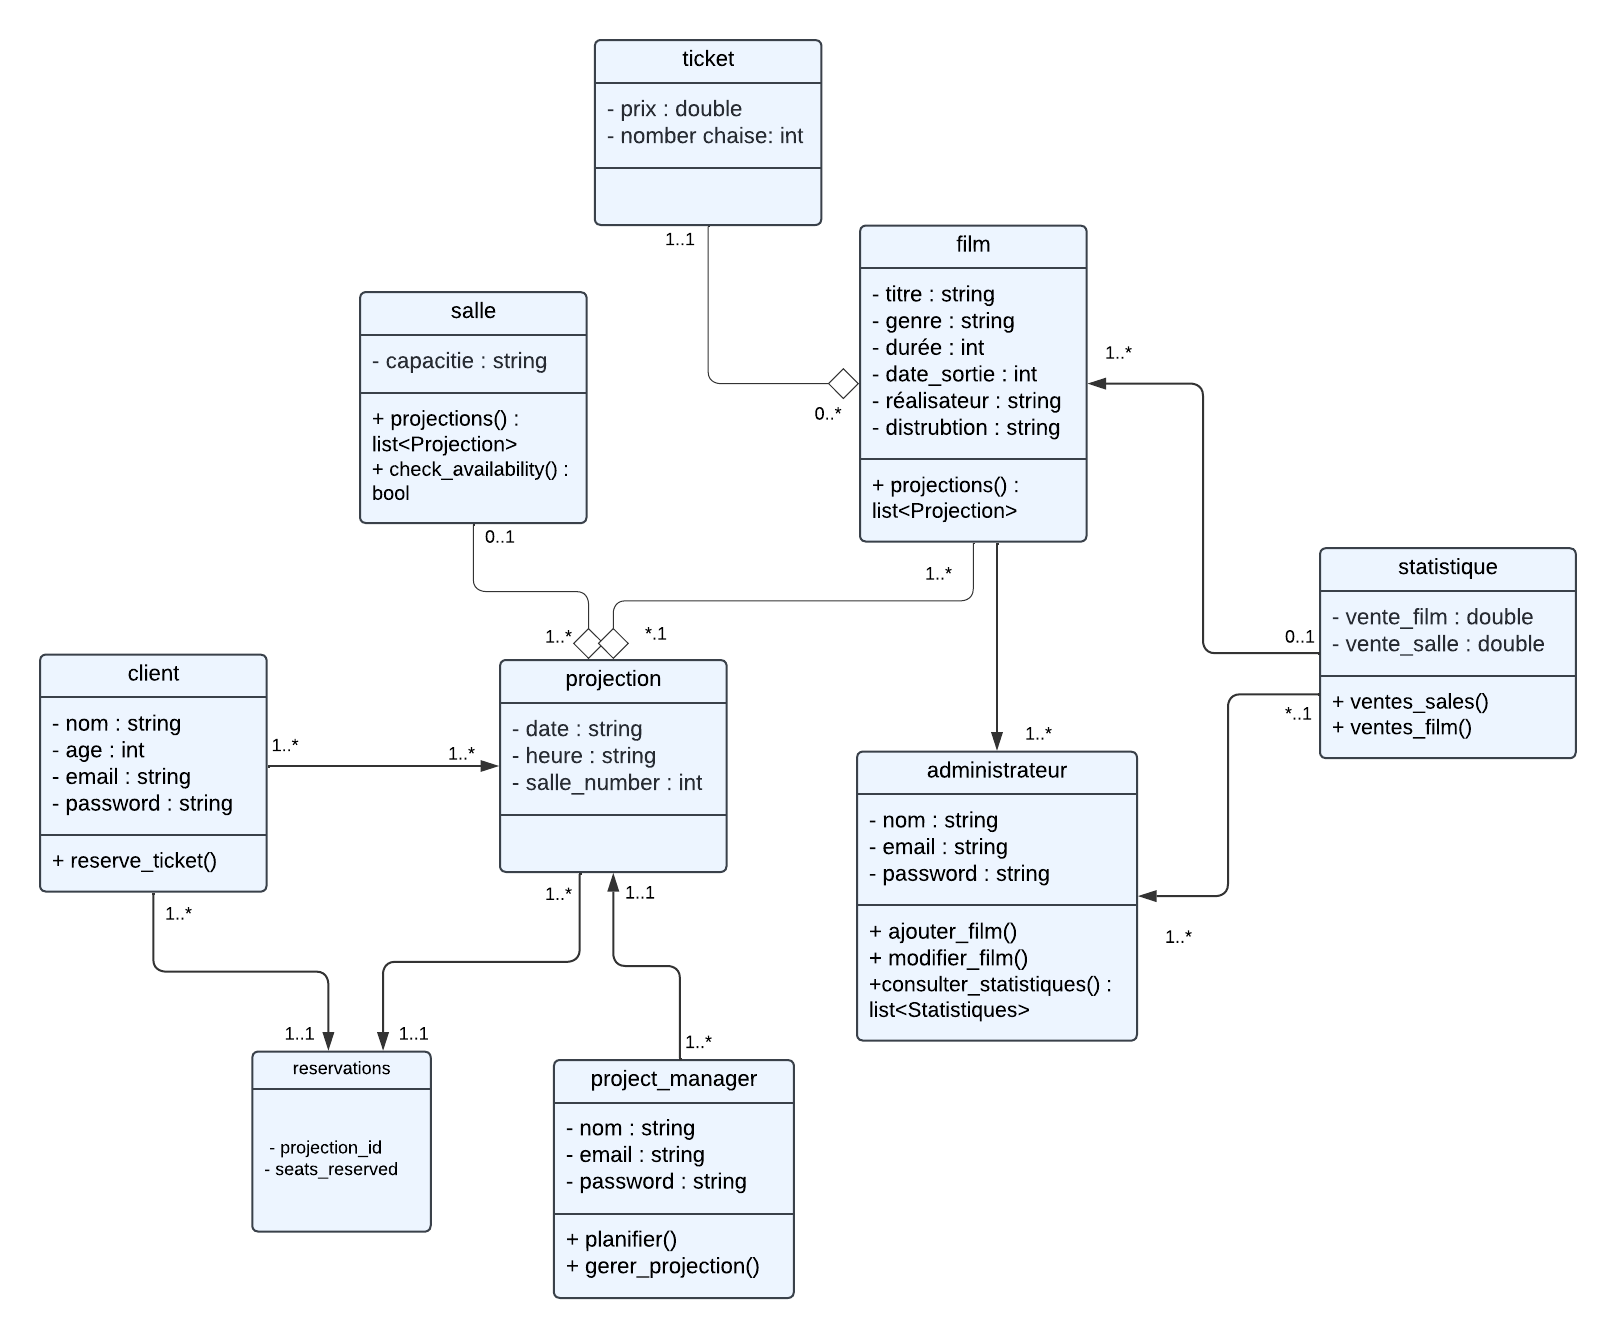 ticket
- prix : double
- nomber chaise: int
1..1
0..*
film
- titre : string
- genre : string
- durée : int
- date_sortie : int
- réalisateur : string
- distrubtion : string
+ projections() :
list<Projection>
1..*
salle
- capacitie : string
+ projections() :
list<Projection>
+ check_availability() :
bool
0..1
1..*
1..*
*.1
statistique
- vente_film : double
- vente_salle : double
+ ventes_sales()
+ ventes_film()
0..1
*..1
client
- nom : string
- age : int
- email : string
- password : string
+ reserve_ticket()
1..*
1..*
1..*
projection
- date : string
- heure : string
- salle_number : int
1..*
1..1
1..*
administrateur
- nom : string
- email : string
- password : string
+ ajouter_film()
+ modifier_film()
+consulter_statistiques() :
list<Statistiques>
1..*
1..1
1..1
reservations
- projection_id
- seats_reserved
1..*
project_manager
- nom : string
- email : string
- password : string
+ planifier()
+ gerer_projection()